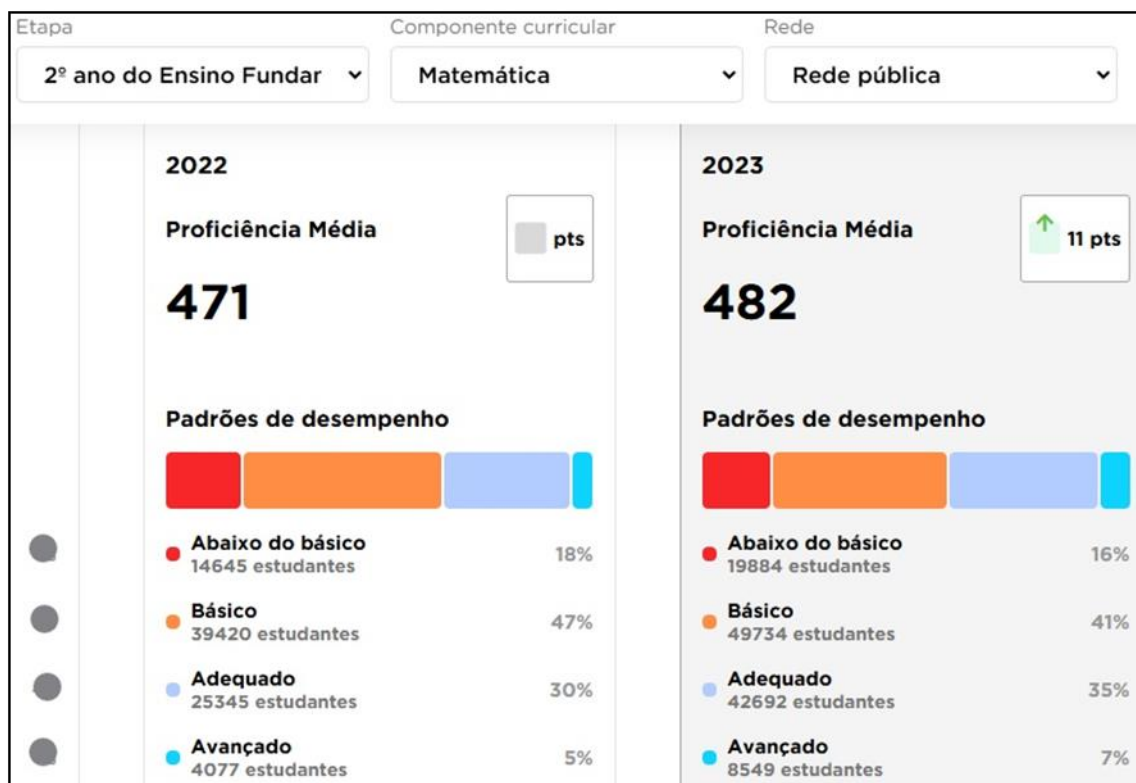 Etapa
2º ano do Ensino Fundar
Componente curricular
Matemática
Rede
Rede pública
2022
Proficiência Média
pts
471
Padrões de desempenho
Abaixo do básico
14645 estudantes
18%
Básico
39420 estudantes
47%
Adequado
25345 estudantes
30%
Avançado
4077 estudantes
5%
2023
Proficiência Média
11 pts
482
Padrões de desempenho
Abaixo do básico
19884 estudantes
16%
Básico
49734 estudantes
41%
Adequado
42692 estudantes
35%
Avançado
8549 estudantes
7%